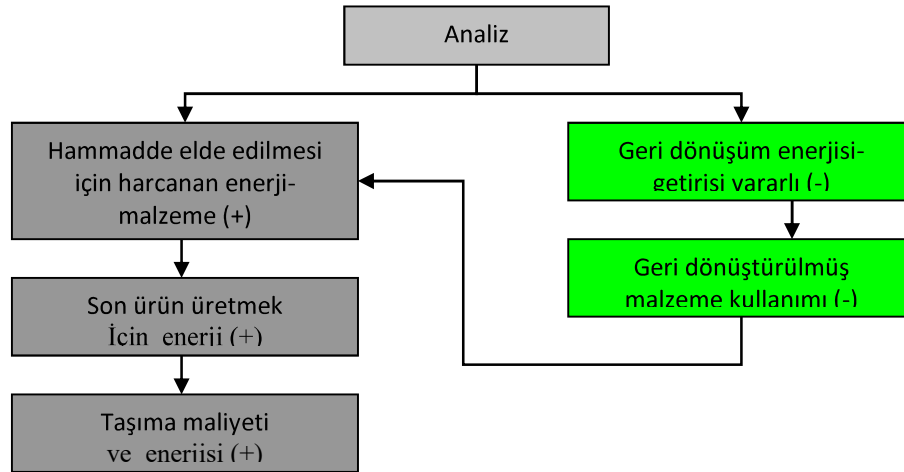 Analiz
Hammadde elde edilmesi
için harcanan enerji-
malzeme (+)
Son ürün üretmek
İçin enerji (+)
Taşıma maliyeti
ve enerjisi (+)
Geri dönüşüm enerjisi-
getirisi yararlı (-)
Geri dönüştürülmüş
malzeme kullanımı (-)